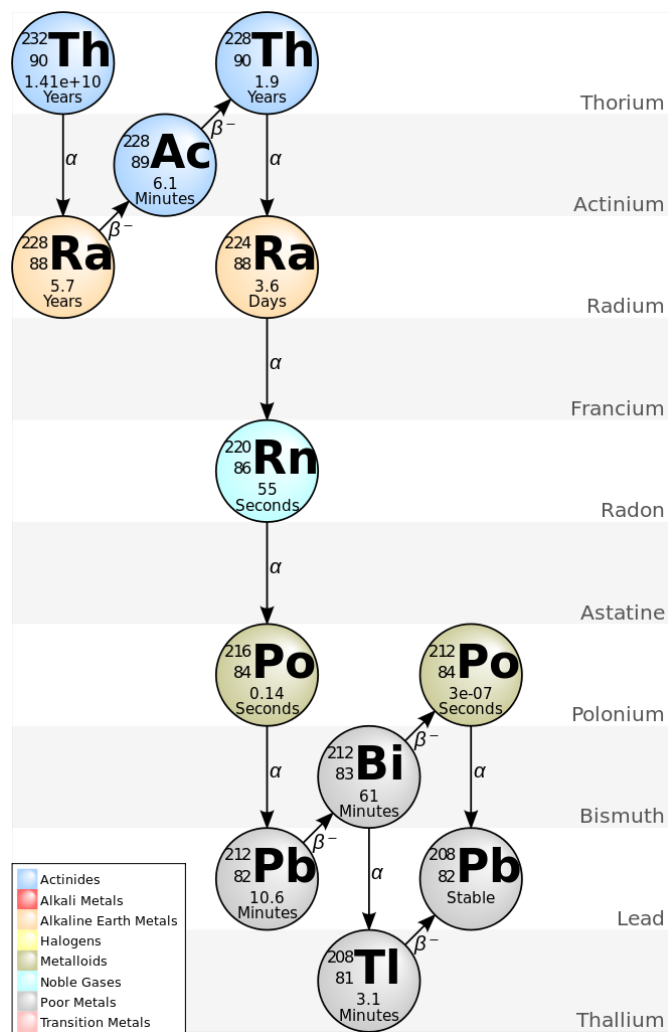 232
90 Th
1.41e+10
Years
228
90 Th
1.9
Years
Thorium
α
β⁻
228
89 Ac
6.1
Minutes
α
Actinium
β⁻
228
88 Ra
5.7
Years
224
88 Ra
3.6
Days
Radium
α
Francium
220
86 Rn
55
Seconds
Radon
α
Astatine
216
84 Po
0.14
Seconds
212
84 Po
3e-07
Seconds
Polonium
α
β⁻
212
83 Bi
61
Minutes
α
Bismuth
β⁻
212
82 Pb
10.6
Minutes
α
208
82 Pb
Stable
Lead
β⁻
208
81 Tl
3.1
Minutes
Thallium
Actinides
Alkali Metals
Alkaline Earth Metals
Halogens
Metalloids
Noble Gases
Poor Metals
Transition Metals